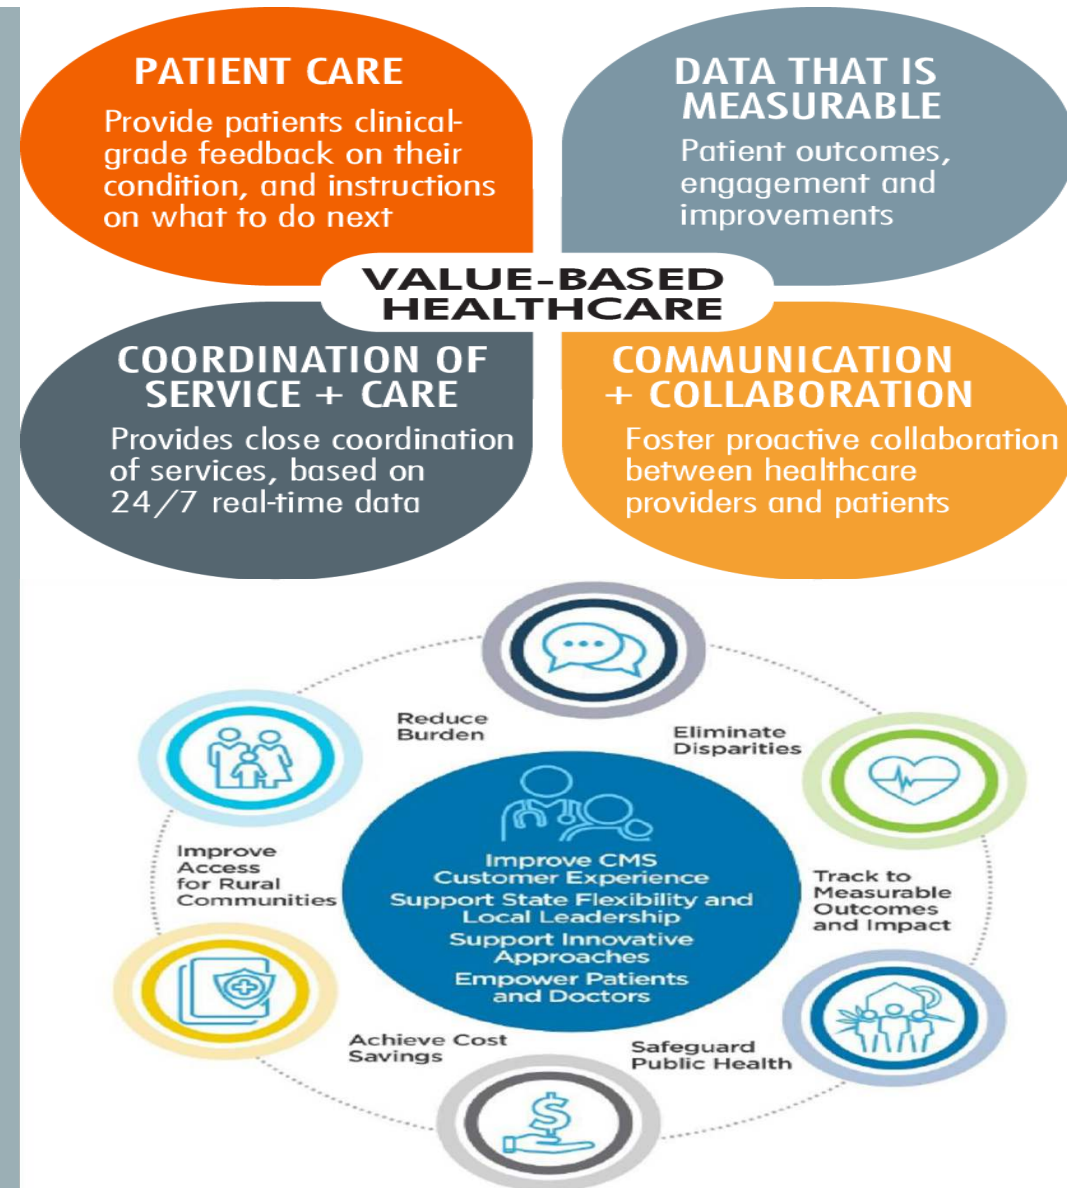 PATIENT CARE
Provide patients clinical-
grade feedback on their
condition, and instructions
on what to do next
DATA THAT IS
MEASURABLE
Patient outcomes,
engagement and
improvements
VALUE-BASED
HEALTHCARE
COORDINATION OF
SERVICE + CARE
Provides close coordination
of services, based on
24/7 real-time data
COMMUNICATION
+ COLLABORATION
Foster proactive collaboration
between healthcare
providers and patients
Reduce
Burden
Eliminate
Disparities
Improve
Access
for Rural
Communities
Improve CMS
Customer Experience
Support State Flexibility and
Local Leadership
Support Innovative
Approaches
Empower Patients
and Doctors
Track to
Measurable
Outcomes
and Impact
Achieve Cost
Savings
Safeguard
Public Health
$